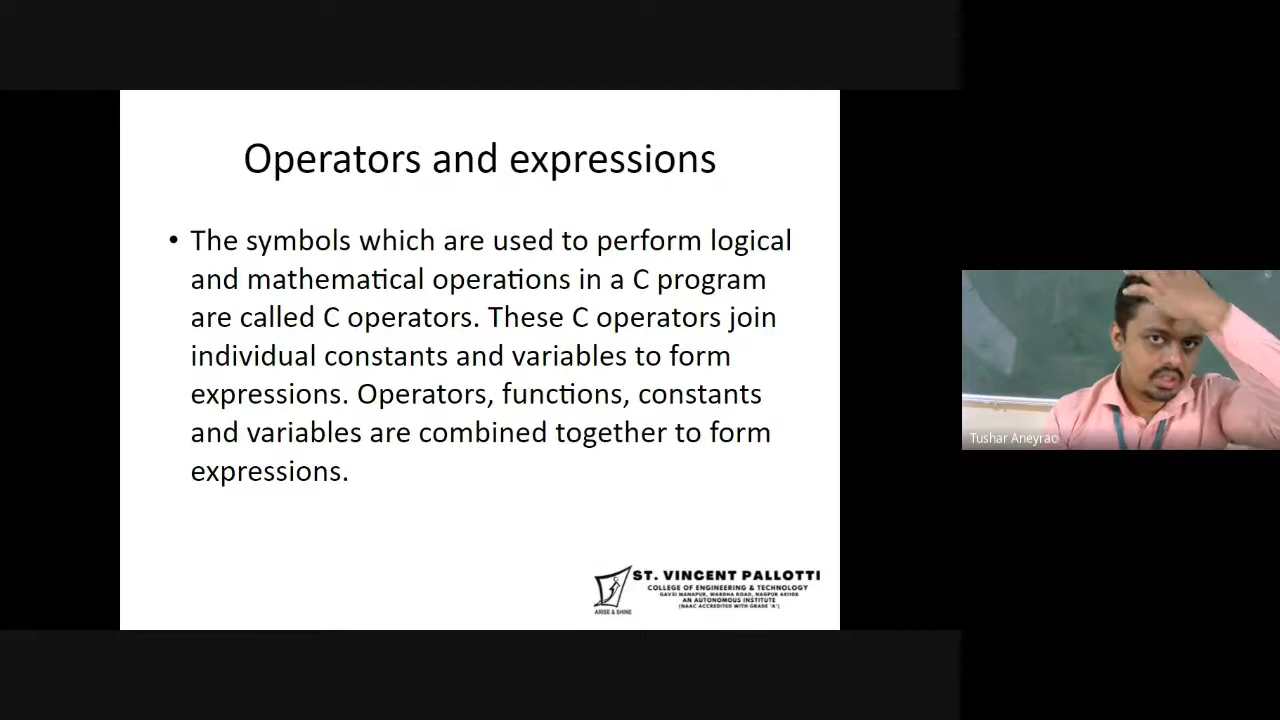 Operators and expressions
• The symbols which are used to perform logical
and mathematical operations in a C program
are called C operators. These C operators join
individual constants and variables to form
expressions. Operators, functions, constants
and variables are combined together to form
expressions.
Tushar Aneyrao
ST. VINCENT PALLOTTI
COLLEGE OF ENGINEERING & TECHNOLOGY
GAVSI MANAPUR, WARDHA ROAD, NAGPUR 441108
AN AUTONOMOUS INSTITUTE
(NAAC ACCREDITED WITH GRADE 'A')
ARISE & SHINE